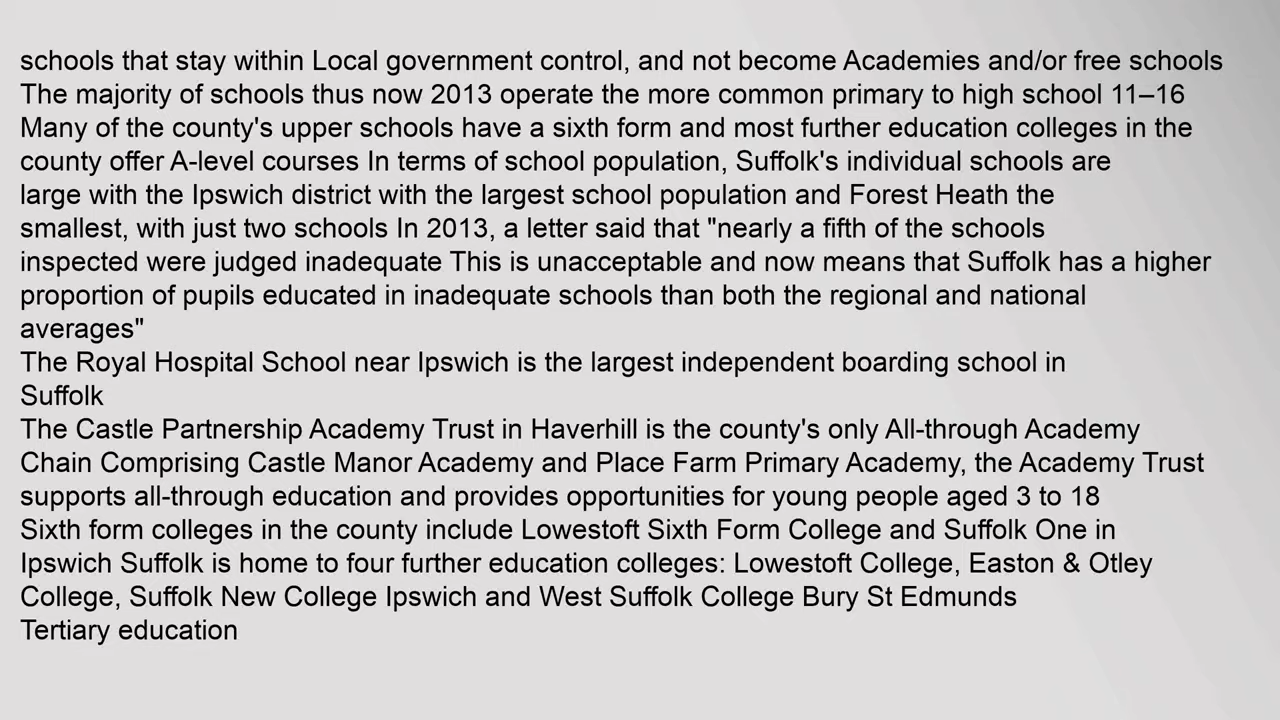 schools that stay within Local government control, and not become Academies and/or free schools
The majority of schools thus now 2013 operate the more common primary to high school 11–16
Many of the county's upper schools have a sixth form and most further education colleges in the
county offer A-level courses In terms of school population, Suffolk's individual schools are
large with the Ipswich district with the largest school population and Forest Heath the
smallest, with just two schools In 2013, a letter said that "nearly a fifth of the schools
inspected were judged inadequate This is unacceptable and now means that Suffolk has a higher
proportion of pupils educated in inadequate schools than both the regional and national
averages"
The Royal Hospital School near Ipswich is the largest independent boarding school in
Suffolk
The Castle Partnership Academy Trust in Haverhill is the county's only All-through Academy
Chain Comprising Castle Manor Academy and Place Farm Primary Academy, the Academy Trust
supports all-through education and provides opportunities for young people aged 3 to 18
Sixth form colleges in the county include Lowestoft Sixth Form College and Suffolk One in
Ipswich Suffolk is home to four further education colleges: Lowestoft College, Easton & Otley
College, Suffolk New College Ipswich and West Suffolk College Bury St Edmunds
Tertiary education